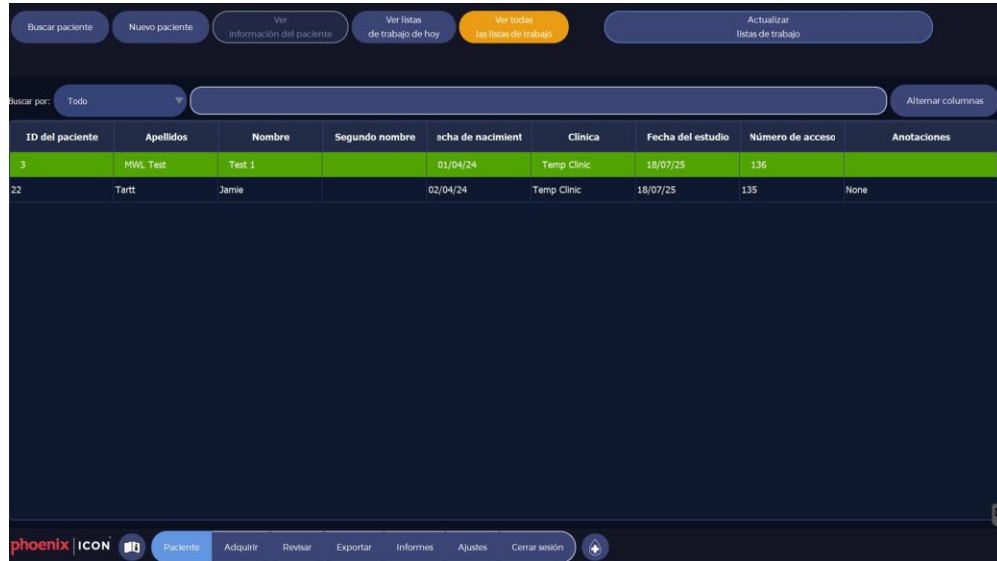 Buscar paciente
Nuevo paciente
Ver
información del paciente
Ver listas
de trabajo de hoy
Ver todas
las listas de trabajo
Actualizar
listas de trabajo
Buscar por:
Todo
Alternar columnas
ID del paciente Apellidos Nombre Segundo nombre echa de nacimient Clínica Fecha del estudio Número de acceso Anotaciones
3 MWL Test Test 1 01/04/24 Temp Clinic 18/07/25 136
22 Tartt Jamie 02/04/24 Temp Clinic 18/07/25 135 None
phoenix | ICON Paciente Adquirir Revisar Exportar Informes Ajustes Cerrar sesión